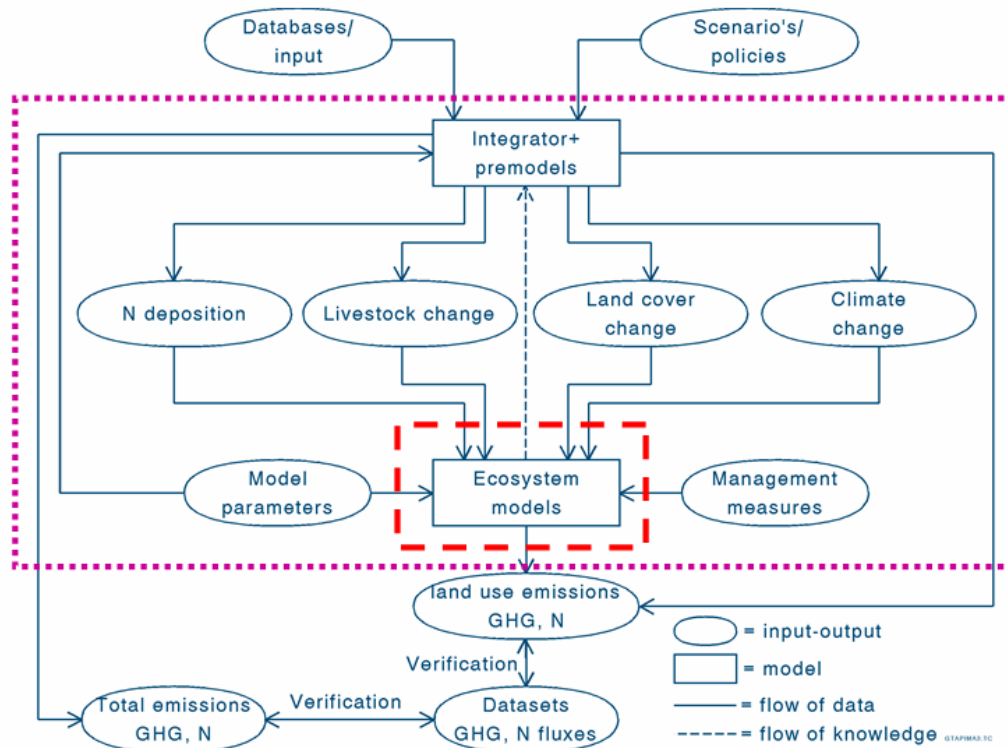 Databases/
input
Scenario's/
policies
Integrator+
premodels
N deposition
Livestock change
Land cover
change
Climate
change
Model
parameters
Ecosystem
models
Management
measures
land use emissions
GHG, N
Verification
Total emissions
GHG, N
Verification
Datasets
GHG, N fluxes
= input-output
= model
= flow of data
= flow of knowledge